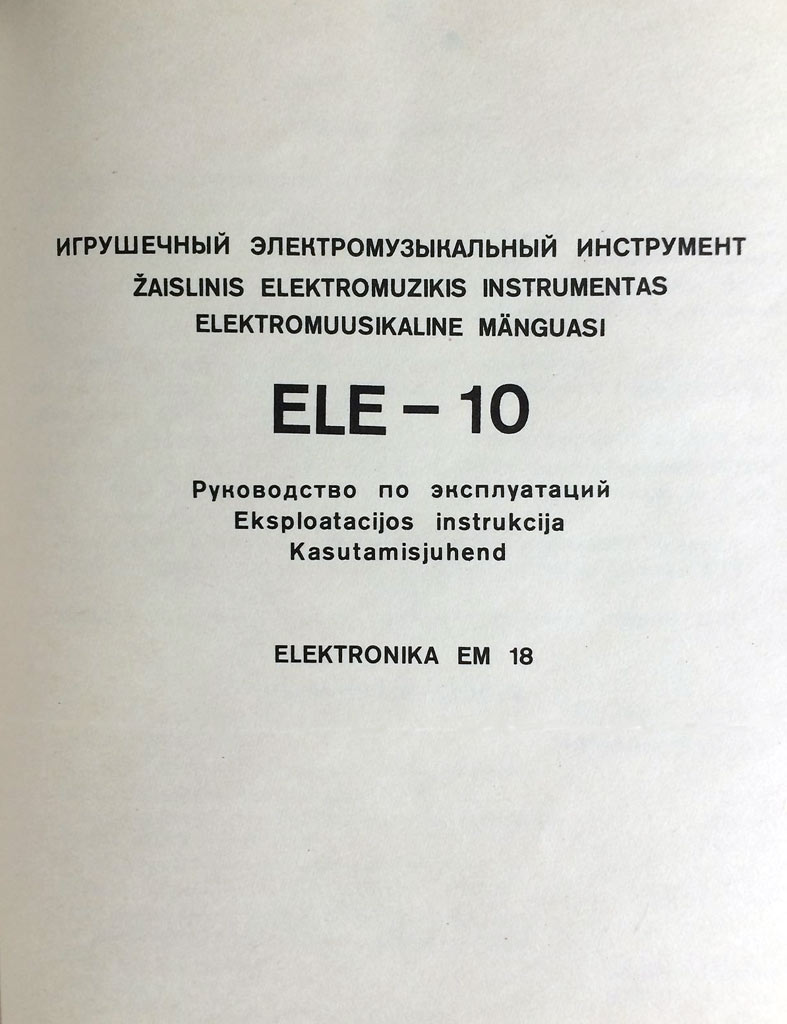 ИГРУШЕЧНЫЙ ЭЛЕКТРОМУЗЫКАЛЬНЫЙ ИНСТРУМЕНТ
ŽAISLINIS ELEKTROMUZIKIS INSTRUMENTAS
ELEKTROMUUSIKALINE MÄNGUASI
ELE – 10
Руководство по эксплуатаций
Eksploatacijos instrukcija
Kasutamisjuhend
ELEKTRONIKA EM 18